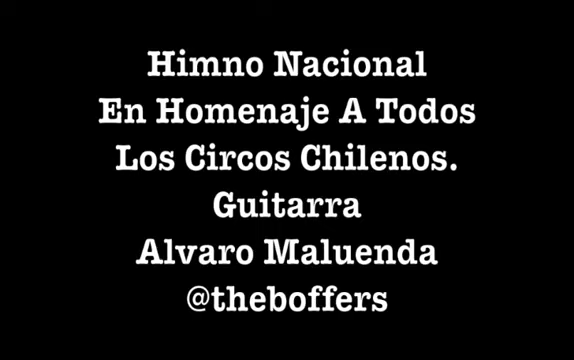 Himno Nacional
En Homenaje A Todos
Los Circos Chilenos.
Guitarra
Alvaro Maluenda
@theboffers